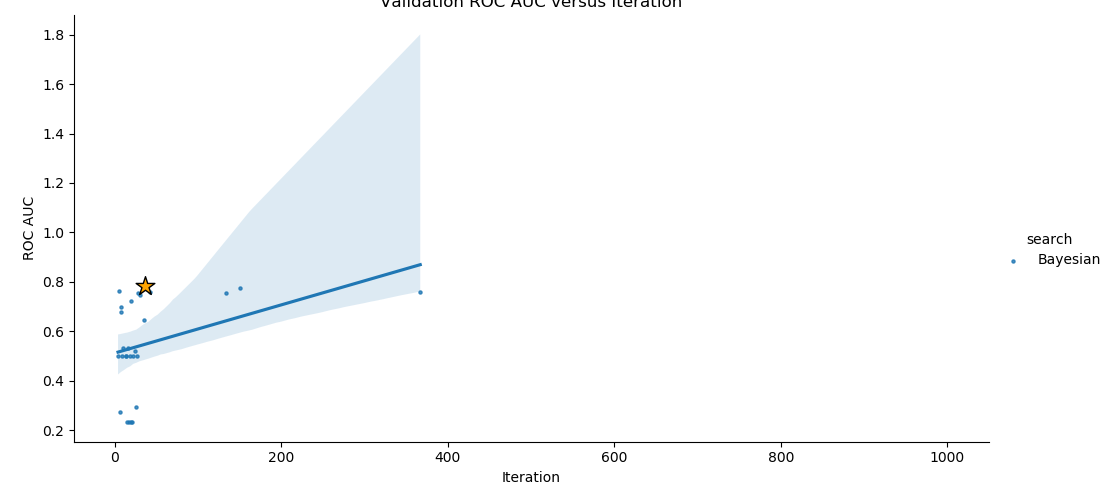 Validation ROC AUC versus Iteration
1.8
1.6
1.4
1.2
1.0
0.8
0.6
0.4
0.2
ROC AUC
0 200 400 600 800 1000
Iteration
search
Bayesian